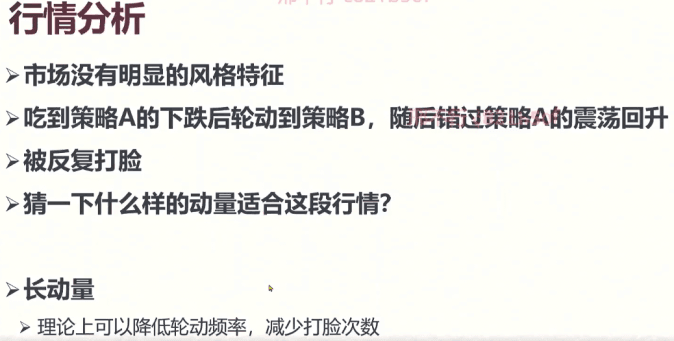 行情分析
➢市场没有明显的风格特征
➢吃到策略A的下跌后轮动到策略B，随后错过策略A的震荡回升
➢被反复打脸
➢猜一下什么样的动量适合这段行情?
➢长动量
➢理论上可以降低轮动频率，减少打脸次数